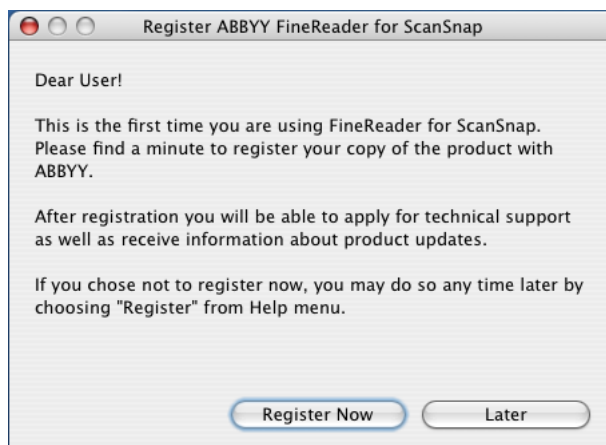 Register ABBYY FineReader for ScanSnap
Dear User!
This is the first time you are using FineReader for ScanSnap.
Please find a minute to register your copy of the product with
ABBYY.
After registration you will be able to apply for technical support
as well as receive information about product updates.
If you chose not to register now, you may do so any time later by
choosing "Register" from Help menu.
Register Now
Later